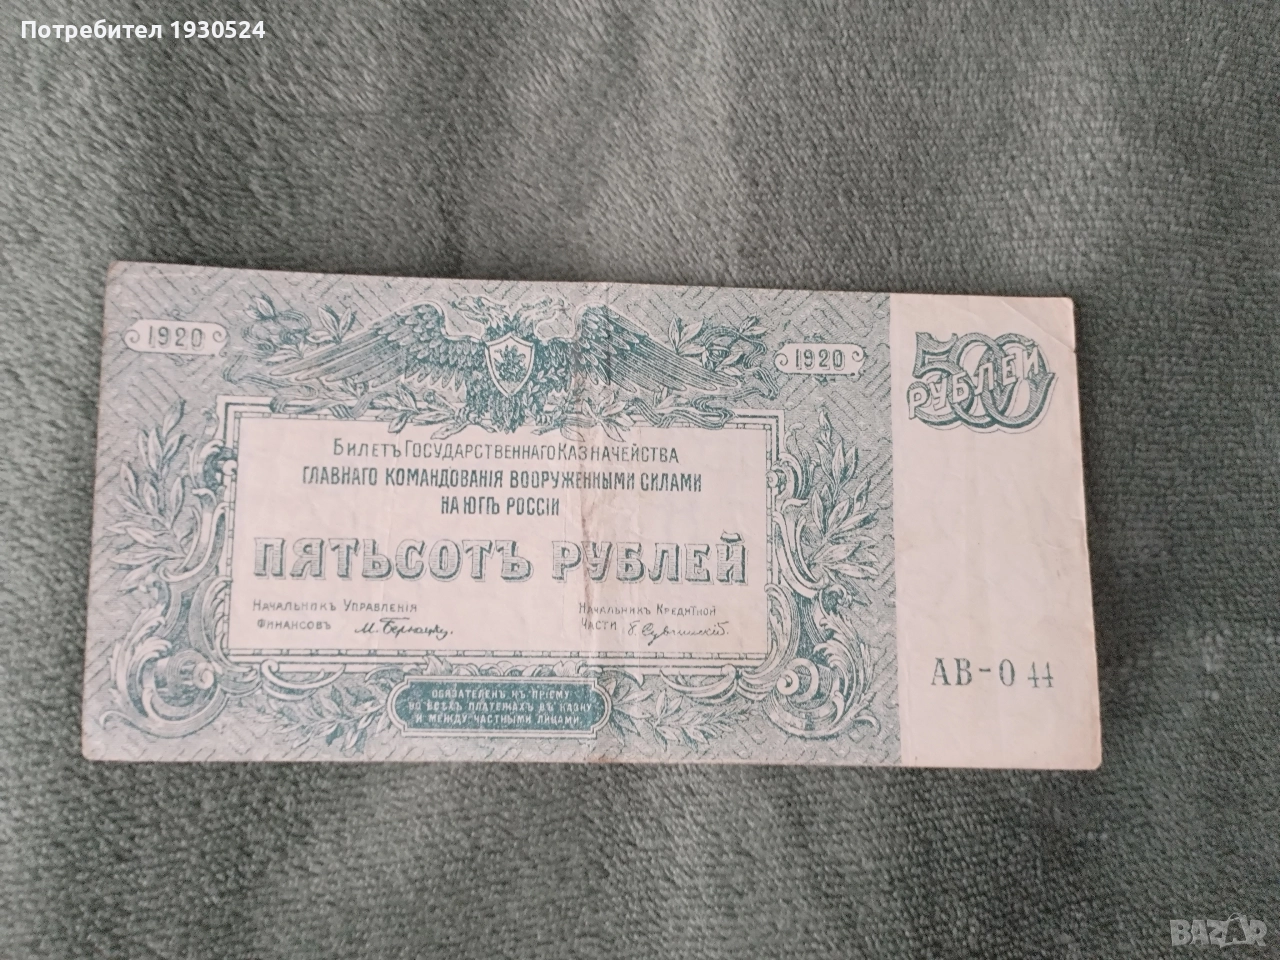 Потребител 1930524
1920
1920
500
РУБЛЕЙ
БИЛЕТЪ ГОСУДАРСТВЕННАГО КАЗНАЧЕЙСТВА
ГЛАВНАГО КОМАНДОВАНІЯ ВООРУЖЕННЫМИ СИЛАМИ
НА ЮГѢ РОССІИ
ПЯТЬСОТЪ РУБЛЕЙ
НАЧАЛЬНИКЪ УПРАВЛЕНІЯ
ФИНАНСОВЪ
НАЧАЛЬНИКЪ КРЕДИТНОЙ
ЧАСТИ
АВ-044
ОБЯЗАТЕЛЕНЪ КЪ ПРІЕМУ
ВО ВСѢХЪ ПЛАТЕЖАХЪ ВЪ КАЗНУ
И МЕЖДУ ЧАСТНЫМИ ЛИЦАМИ.
BAZAR